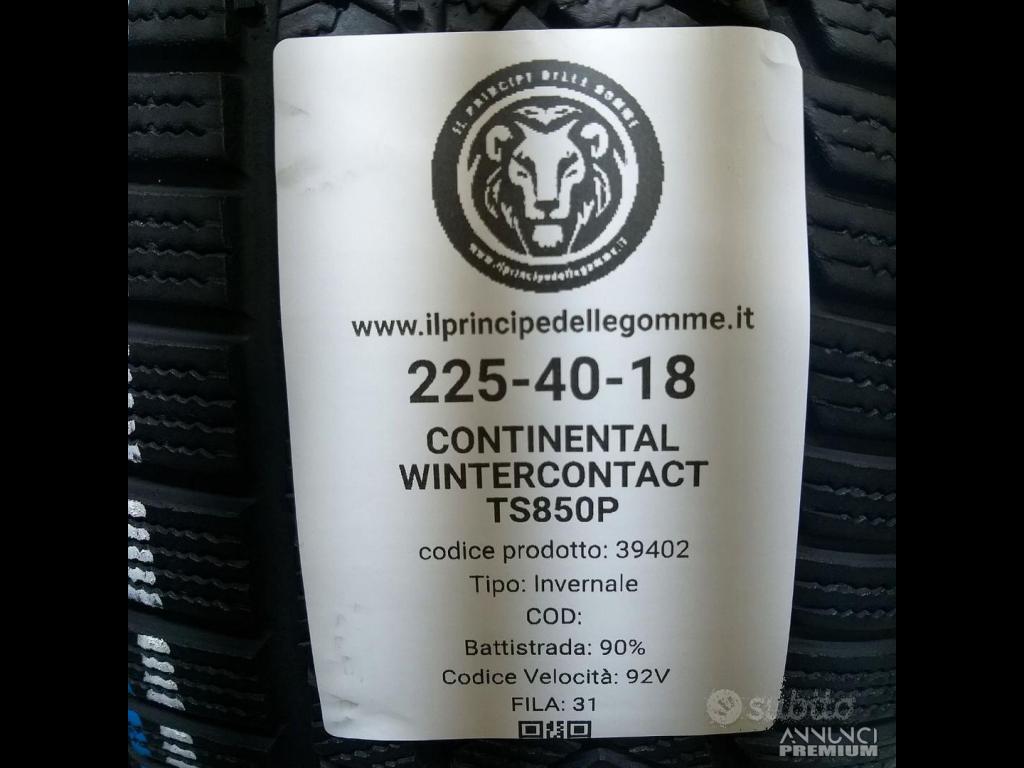 IL PRINCIPE DELLE GOMME
www.ilprincipedellegomme.it
www.ilprincipedellegomme.it
225-40-18
CONTINENTAL
WINTERCONTACT
TS850P
codice prodotto: 39402
Tipo: Invernale
COD:
Battistrada: 90%
Codice Velocità: 92V
FILA: 31
subito
ANNUNCI
PREMIUM